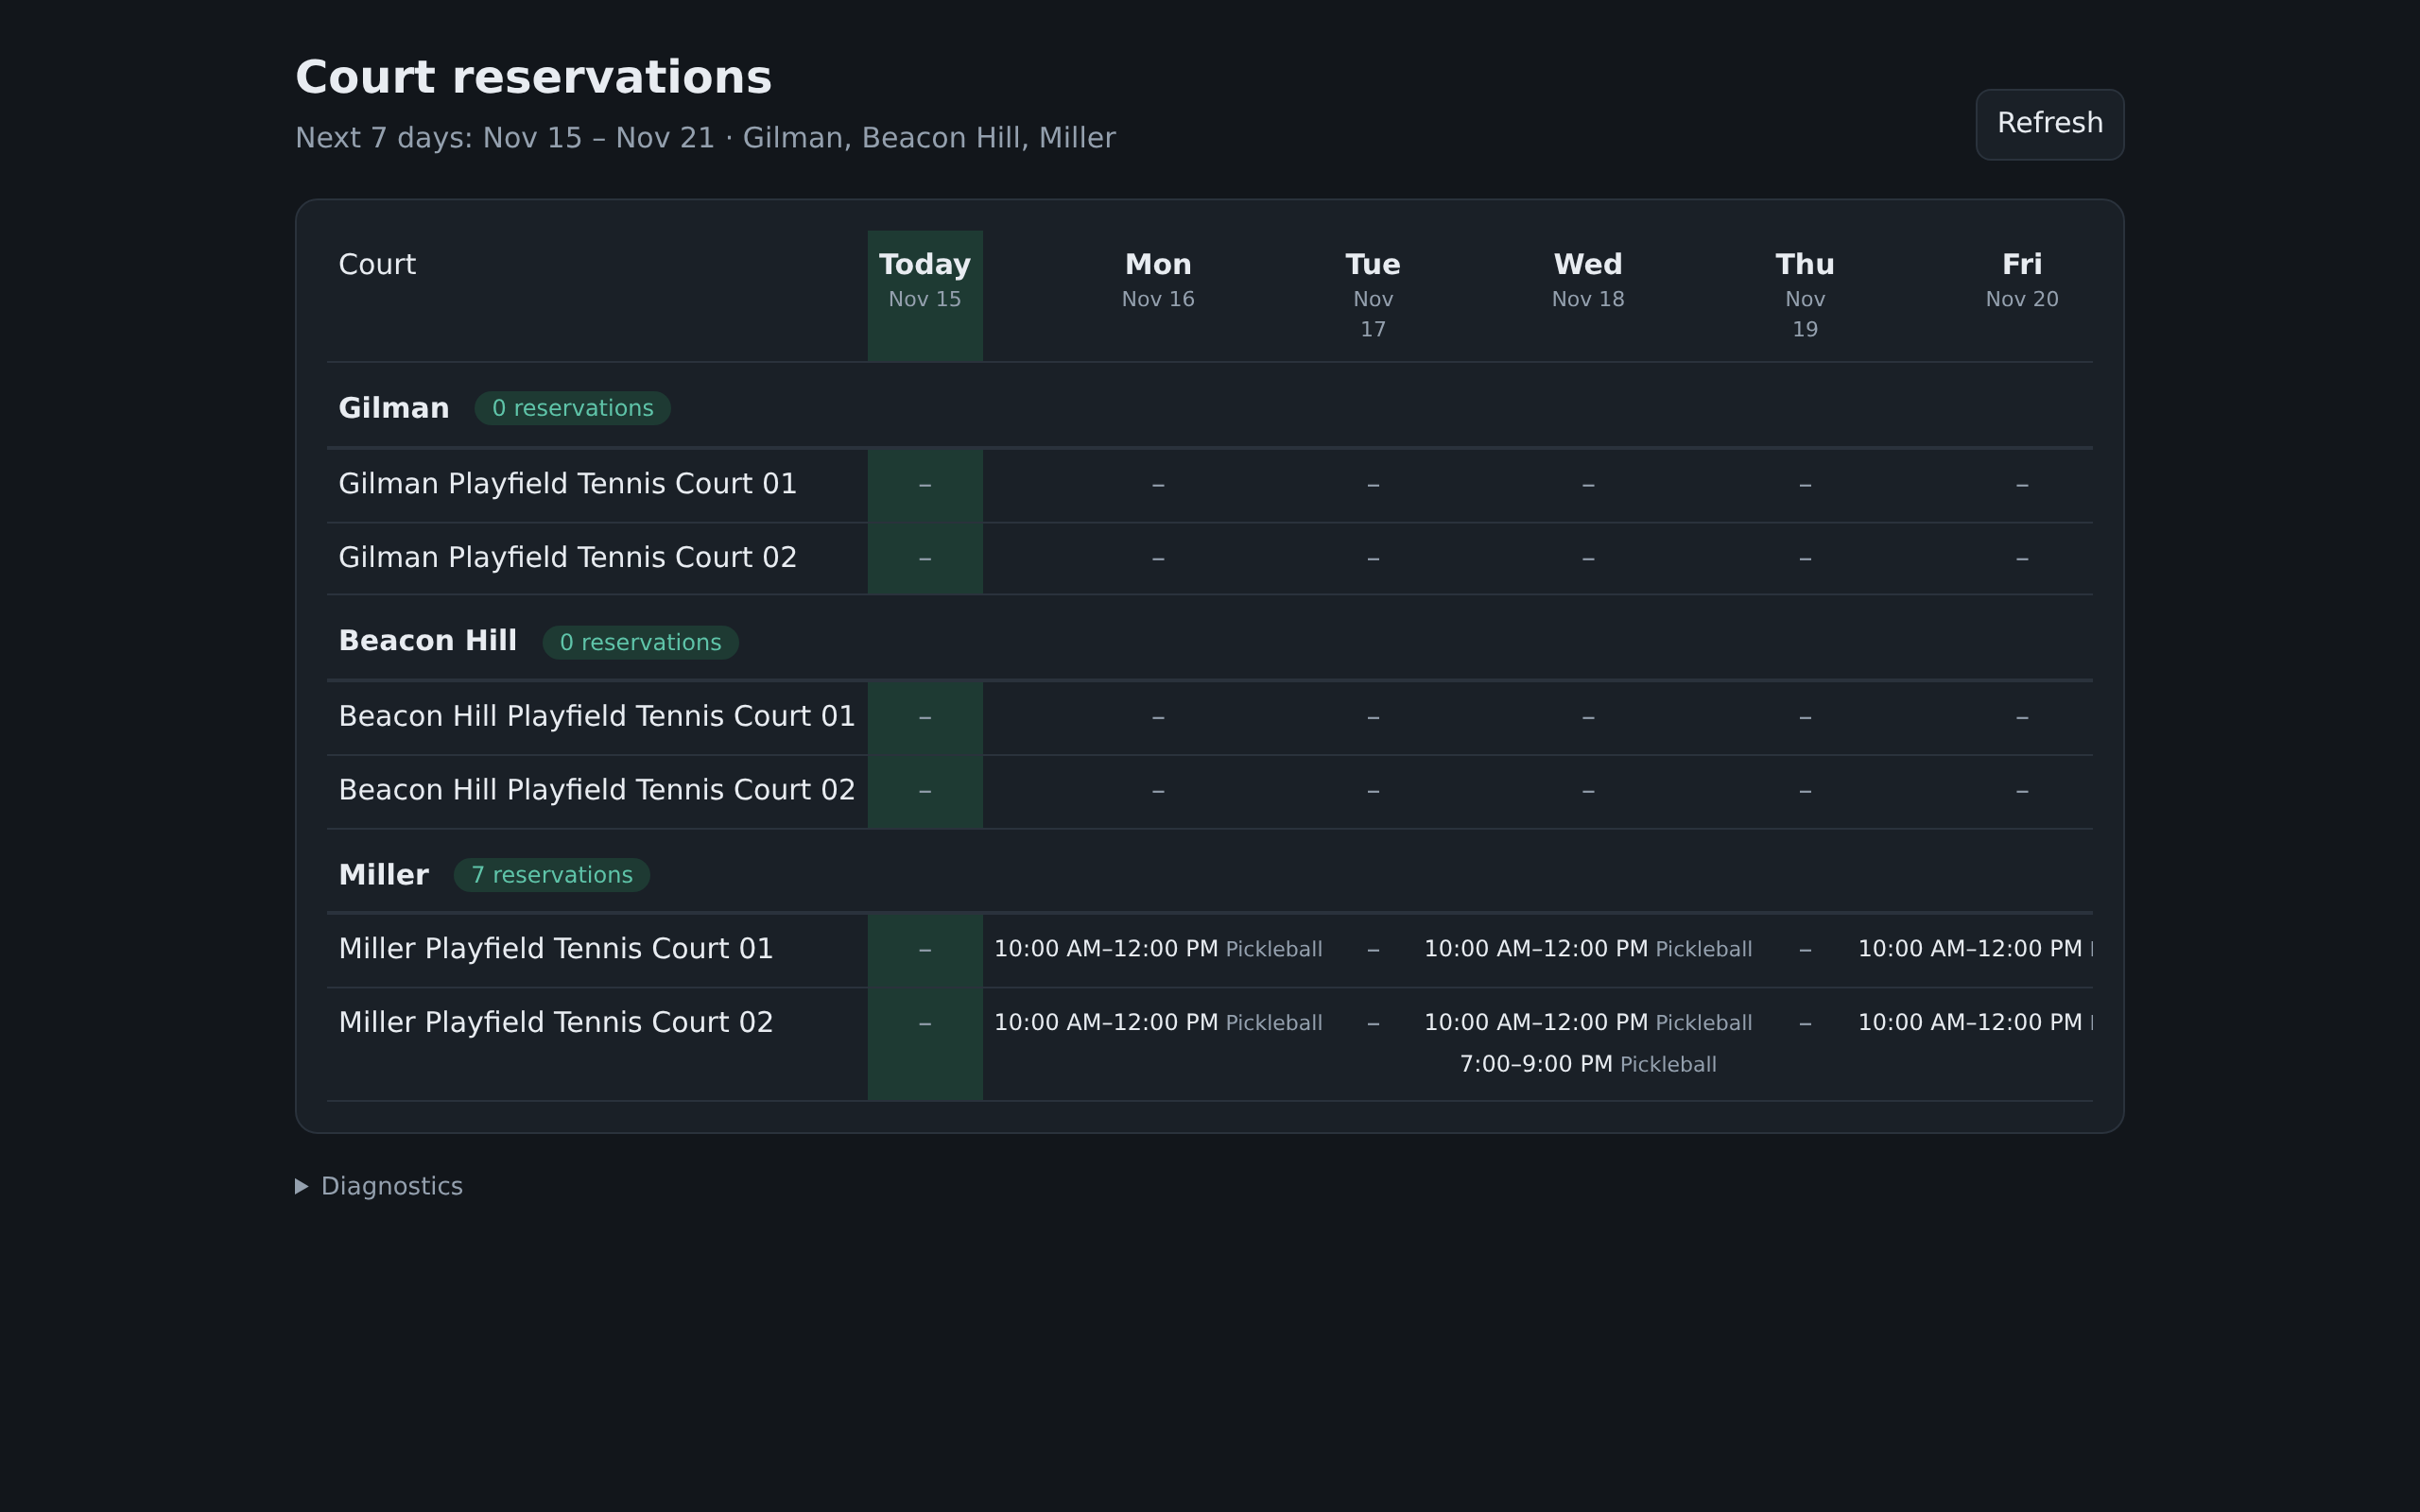 Court reservations
Next 7 days: Nov 15 – Nov 21 · Gilman, Beacon Hill, Miller
Refresh
Court Today Mon Tue Wed Thu Fri
Nov 15 Nov 16 Nov Nov 18 Nov Nov 20
17 19
Gilman 0 reservations
Gilman Playfield Tennis Court 01 – – – – – –
Gilman Playfield Tennis Court 02 – – – – – –
Beacon Hill 0 reservations
Beacon Hill Playfield Tennis Court 01 – – – – – –
Beacon Hill Playfield Tennis Court 02 – – – – – –
Miller 7 reservations
Miller Playfield Tennis Court 01 – 10:00 AM–12:00 PM Pickleball – 10:00 AM–12:00 PM Pickleball – 10:00 AM–12:00 PM
Miller Playfield Tennis Court 02 – 10:00 AM–12:00 PM Pickleball – 10:00 AM–12:00 PM Pickleball – 10:00 AM–12:00 PM
7:00–9:00 PM Pickleball
Diagnostics